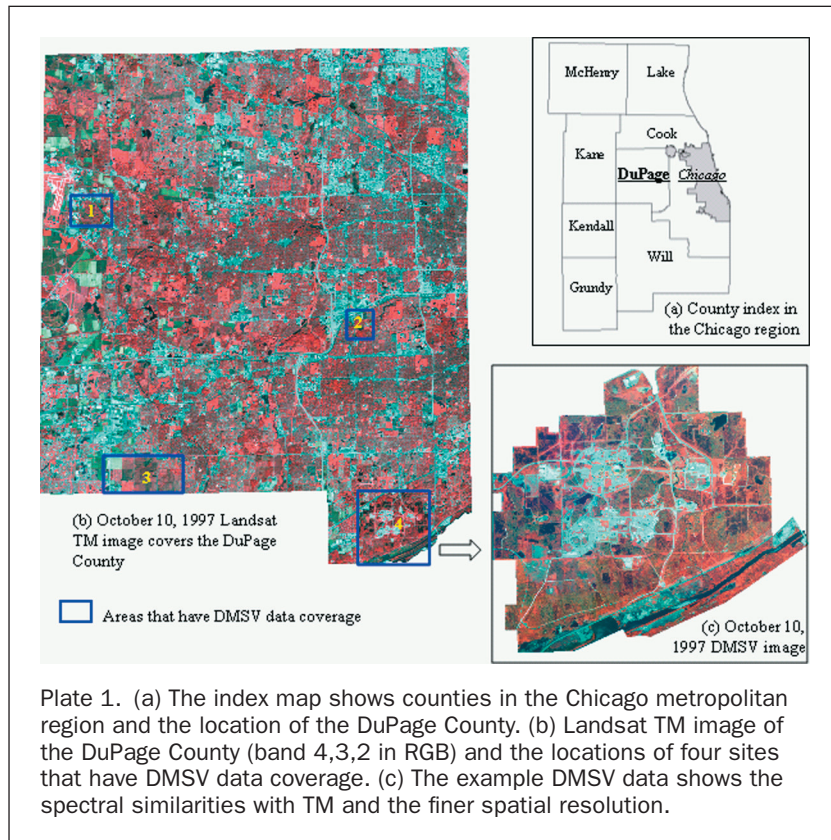 McHenry
Lake
Cook
Kane
DuPage
Chicago
Kendall
Will
Grundy
(a) County index in
the Chicago region
1
2
3
4
(b) October 10, 1997 Landsat
TM image covers the DuPage
County
Areas that have DMSV data coverage
(c) October 10,
1997 DMSV image
Plate 1. (a) The index map shows counties in the Chicago metropolitan
region and the location of the DuPage County. (b) Landsat TM image of
the DuPage County (band 4,3,2 in RGB) and the locations of four sites
that have DMSV data coverage. (c) The example DMSV data shows the
spectral similarities with TM and the finer spatial resolution.